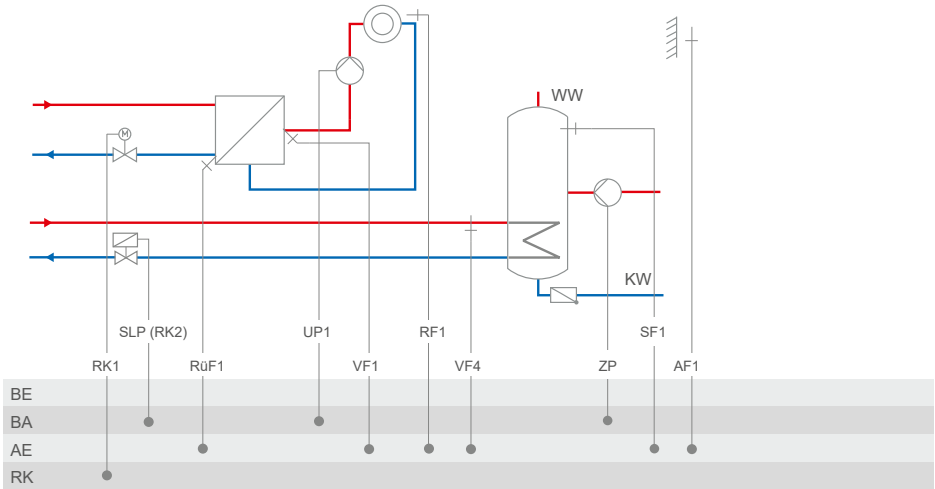 WW
M
KW
SLP (RK2) UP1 RF1 SF1
RK1 RüF1 VF1 VF4 ZP AF1
BE
BA
AE
RK